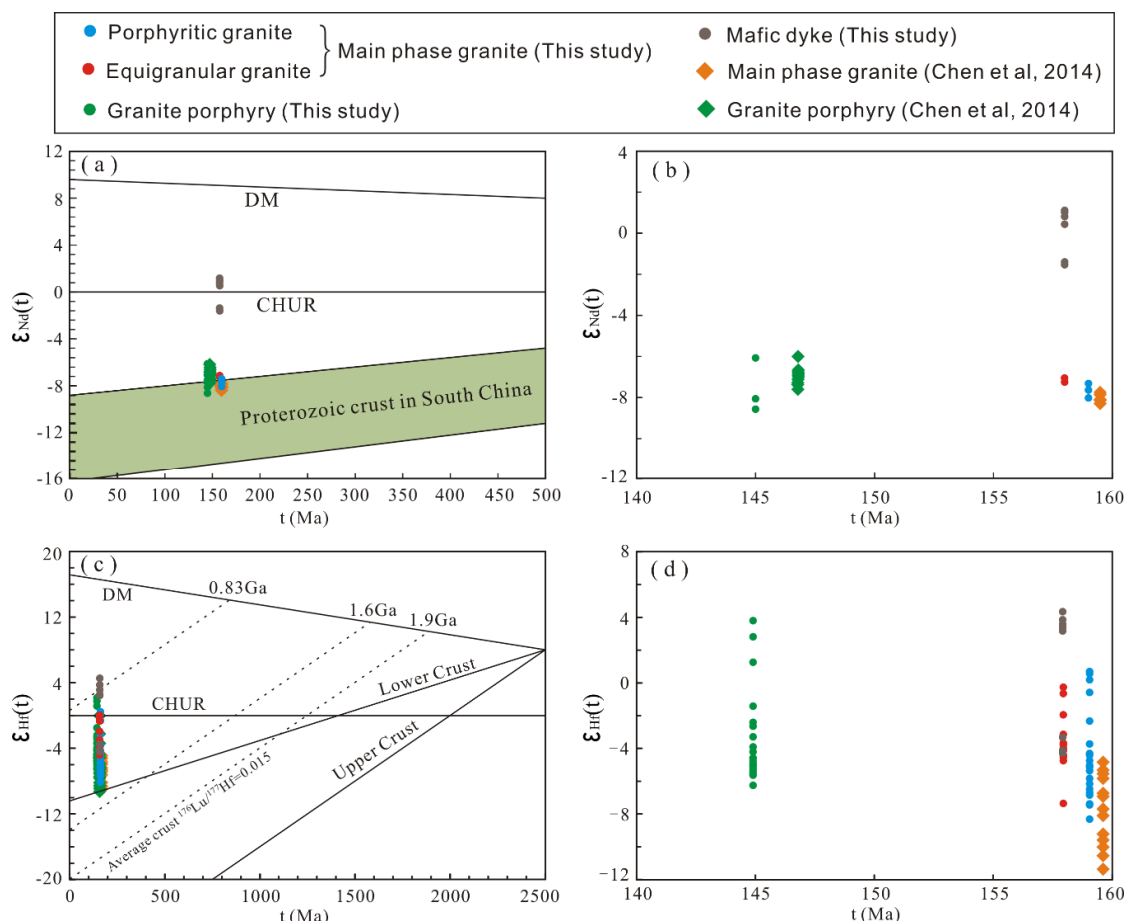 Porphyritic granite
Equigranular granite
Main phase granite (This study)
Granite porphyry (This study)
Mafic dyke (This study)
Main phase granite (Chen et al, 2014)
Granite porphyry (Chen et al, 2014)
(a)
12
8
4
0
-4
-8
-12
-16
εNd(t)
DM
CHUR
Proterozoic crust in South China
0 50 100 150 200 250 300 350 400 450 500
t (Ma)
(b)
4
0
-4
-8
-12
εNd(t)
140 145 150 155 160
t (Ma)
(c)
20
12
4
-4
-12
-20
εHf(t)
DM
0.83Ga
1.6Ga
1.9Ga
CHUR
Lower Crust
Upper Crust
Average crust ¹⁷⁶Lu/¹⁷⁷Hf=0.015
0 500 1000 1500 2000 2500
t (Ma)
(d)
8
4
0
−4
−8
−12
εHf(t)
140 145 150 155 160
t (Ma)